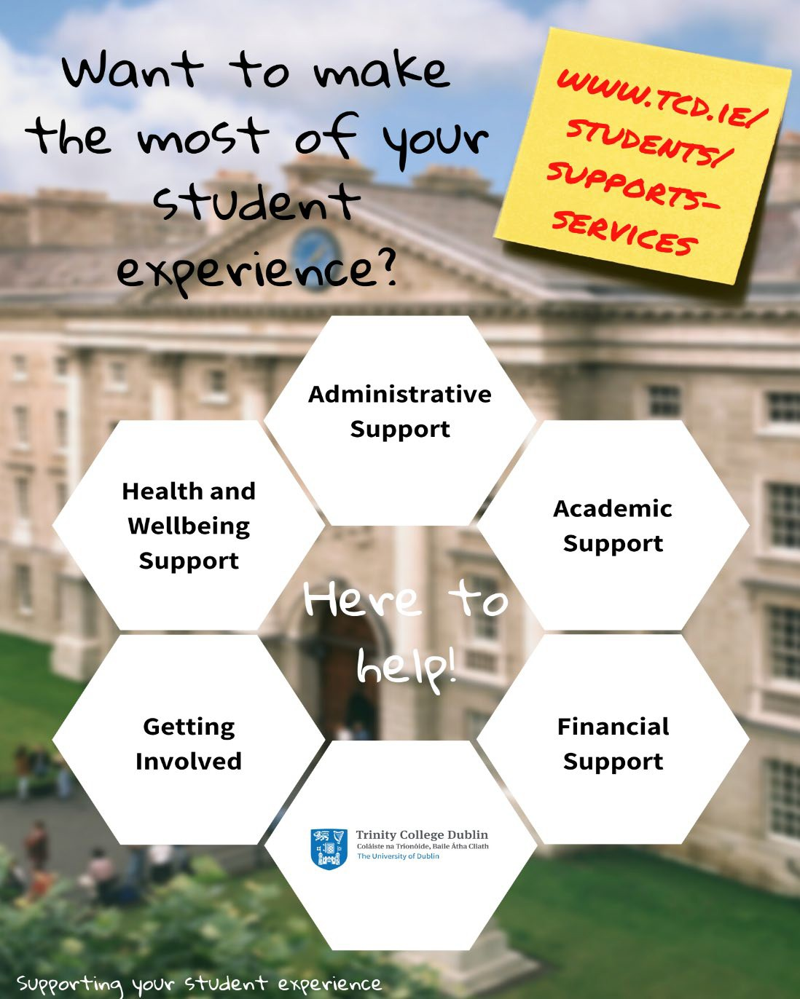 Want to make
the most of your
student
experience?
WWW.TCD.IE/
STUDENTS/
SUPPORTS-
SERVICES
Administrative
Support
Health and
Wellbeing
Support
Academic
Support
Here to
help!
Getting
Involved
Financial
Support
Trinity College Dublin
Coláiste na Tríonóide, Baile Átha Cliath
The University of Dublin
Supporting your student experience